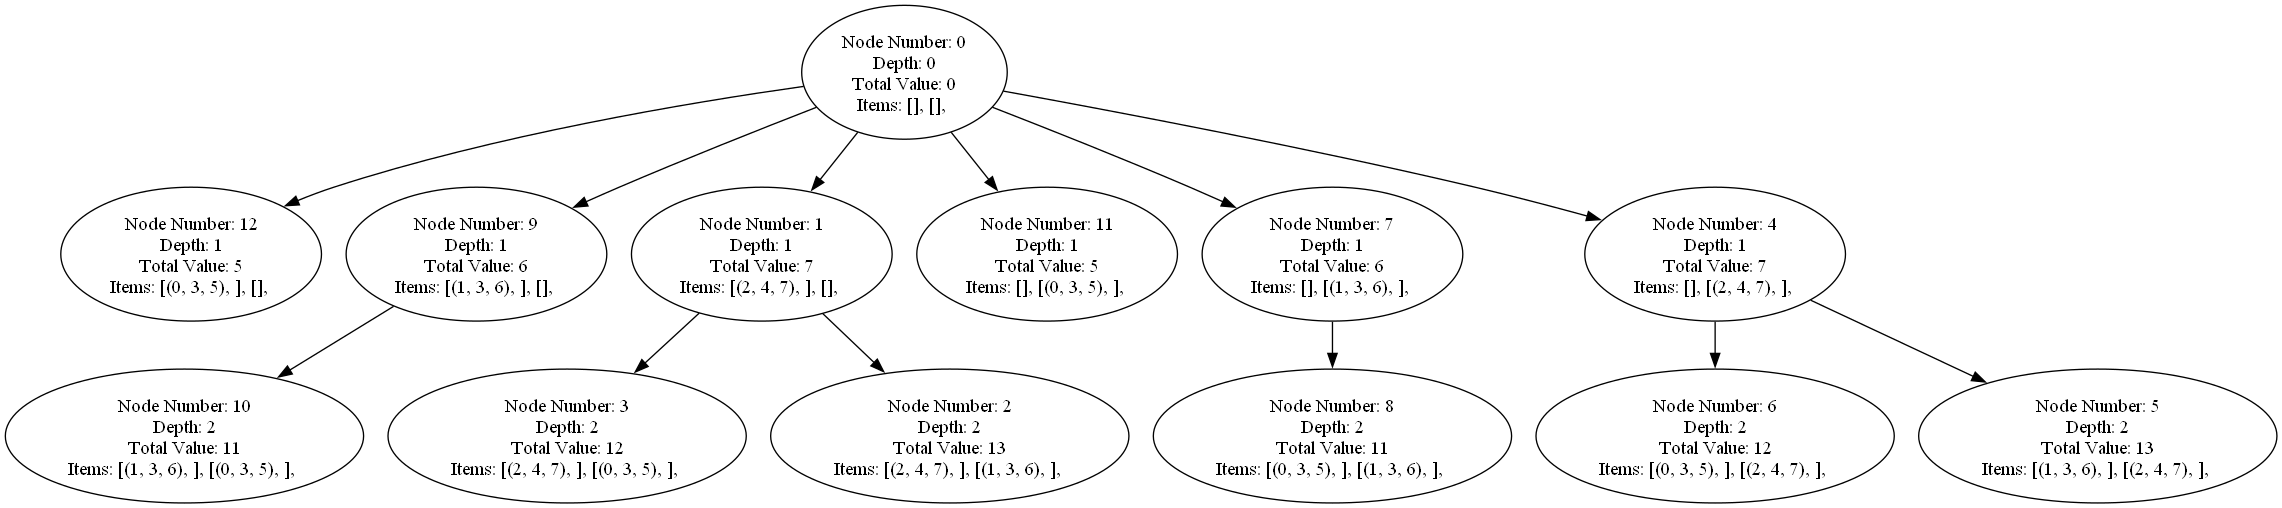 Node Number: 0
Depth: 0
Total Value: 0
Items: [], [],
Node Number: 12
Depth: 1
Total Value: 5
Items: [(0, 3, 5), ], [],
Node Number: 9
Depth: 1
Total Value: 6
Items: [(1, 3, 6), ], [],
Node Number: 1
Depth: 1
Total Value: 7
Items: [(2, 4, 7), ], [],
Node Number: 11
Depth: 1
Total Value: 5
Items: [], [(0, 3, 5), ],
Node Number: 7
Depth: 1
Total Value: 6
Items: [], [(1, 3, 6), ],
Node Number: 4
Depth: 1
Total Value: 7
Items: [], [(2, 4, 7), ],
Node Number: 10
Depth: 2
Total Value: 11
Items: [(1, 3, 6), ], [(0, 3, 5), ],
Node Number: 3
Depth: 2
Total Value: 12
Items: [(2, 4, 7), ], [(0, 3, 5), ],
Node Number: 2
Depth: 2
Total Value: 13
Items: [(2, 4, 7), ], [(1, 3, 6), ],
Node Number: 8
Depth: 2
Total Value: 11
Items: [(0, 3, 5), ], [(1, 3, 6), ],
Node Number: 6
Depth: 2
Total Value: 12
Items: [(0, 3, 5), ], [(2, 4, 7), ],
Node Number: 5
Depth: 2
Total Value: 13
Items: [(1, 3, 6), ], [(2, 4, 7), ],